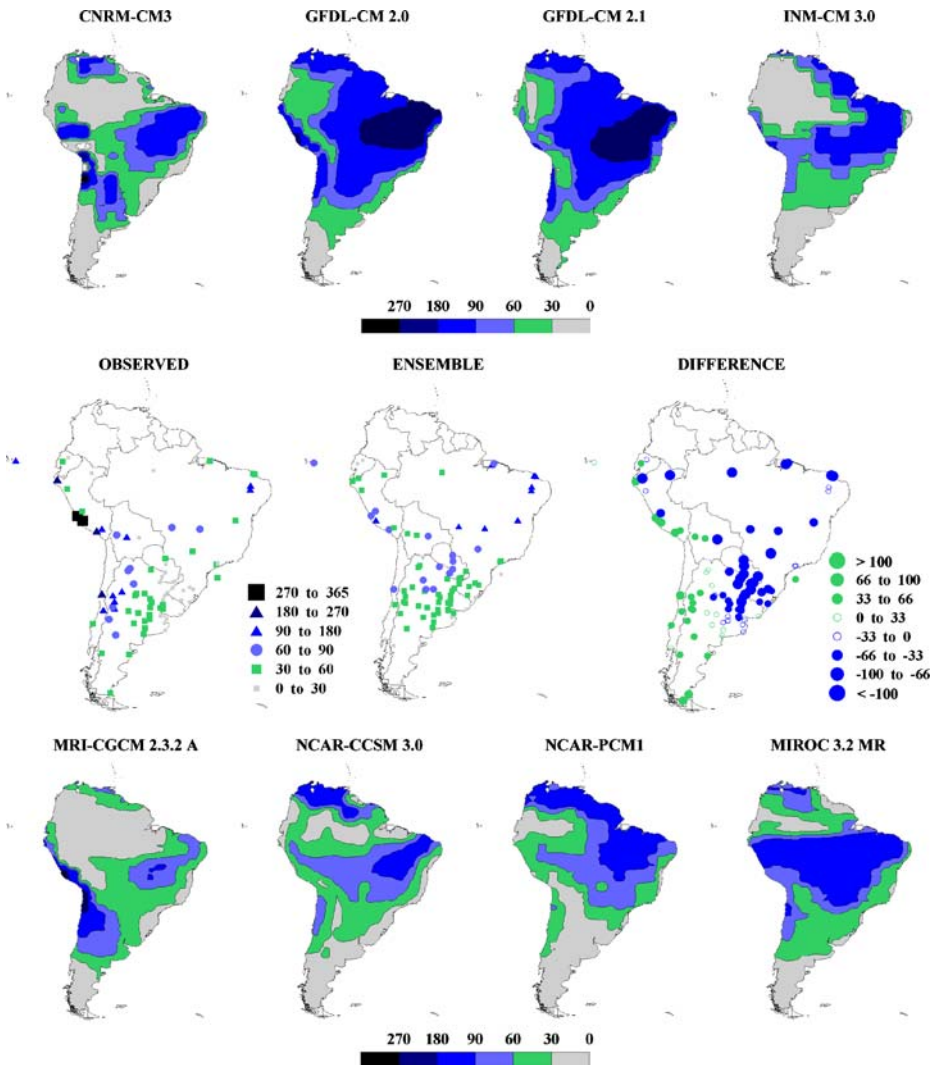 CNRM-CM3
GFDL-CM 2.0
GFDL-CM 2.1
INM-CM 3.0
270 180 90 60 30 0
OBSERVED
ENSEMBLE
DIFFERENCE
270 to 365
180 to 270
90 to 180
60 to 90
30 to 60
0 to 30
> 100
66 to 100
33 to 66
0 to 33
-33 to 0
-66 to -33
-100 to -66
< -100
MRI-CGCM 2.3.2 A
NCAR-CCSM 3.0
NCAR-PCM1
MIROC 3.2 MR
270 180 90 60 30 0